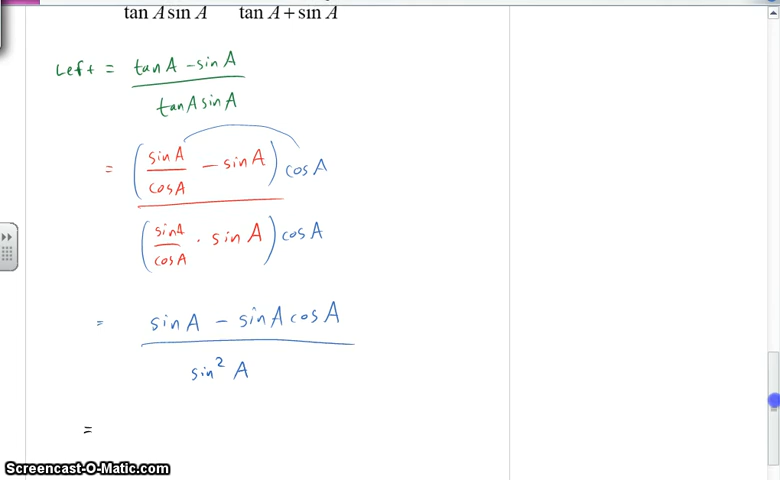 tan A sin A   tan A + sin A
Left = tan A - sin A
tan A sin A
= ( sin A / cos A - sin A ) cos A
( sin A / cos A · sin A ) cos A
= sin A - sin A cos A
sin² A
=
Screencast-O-Matic.com